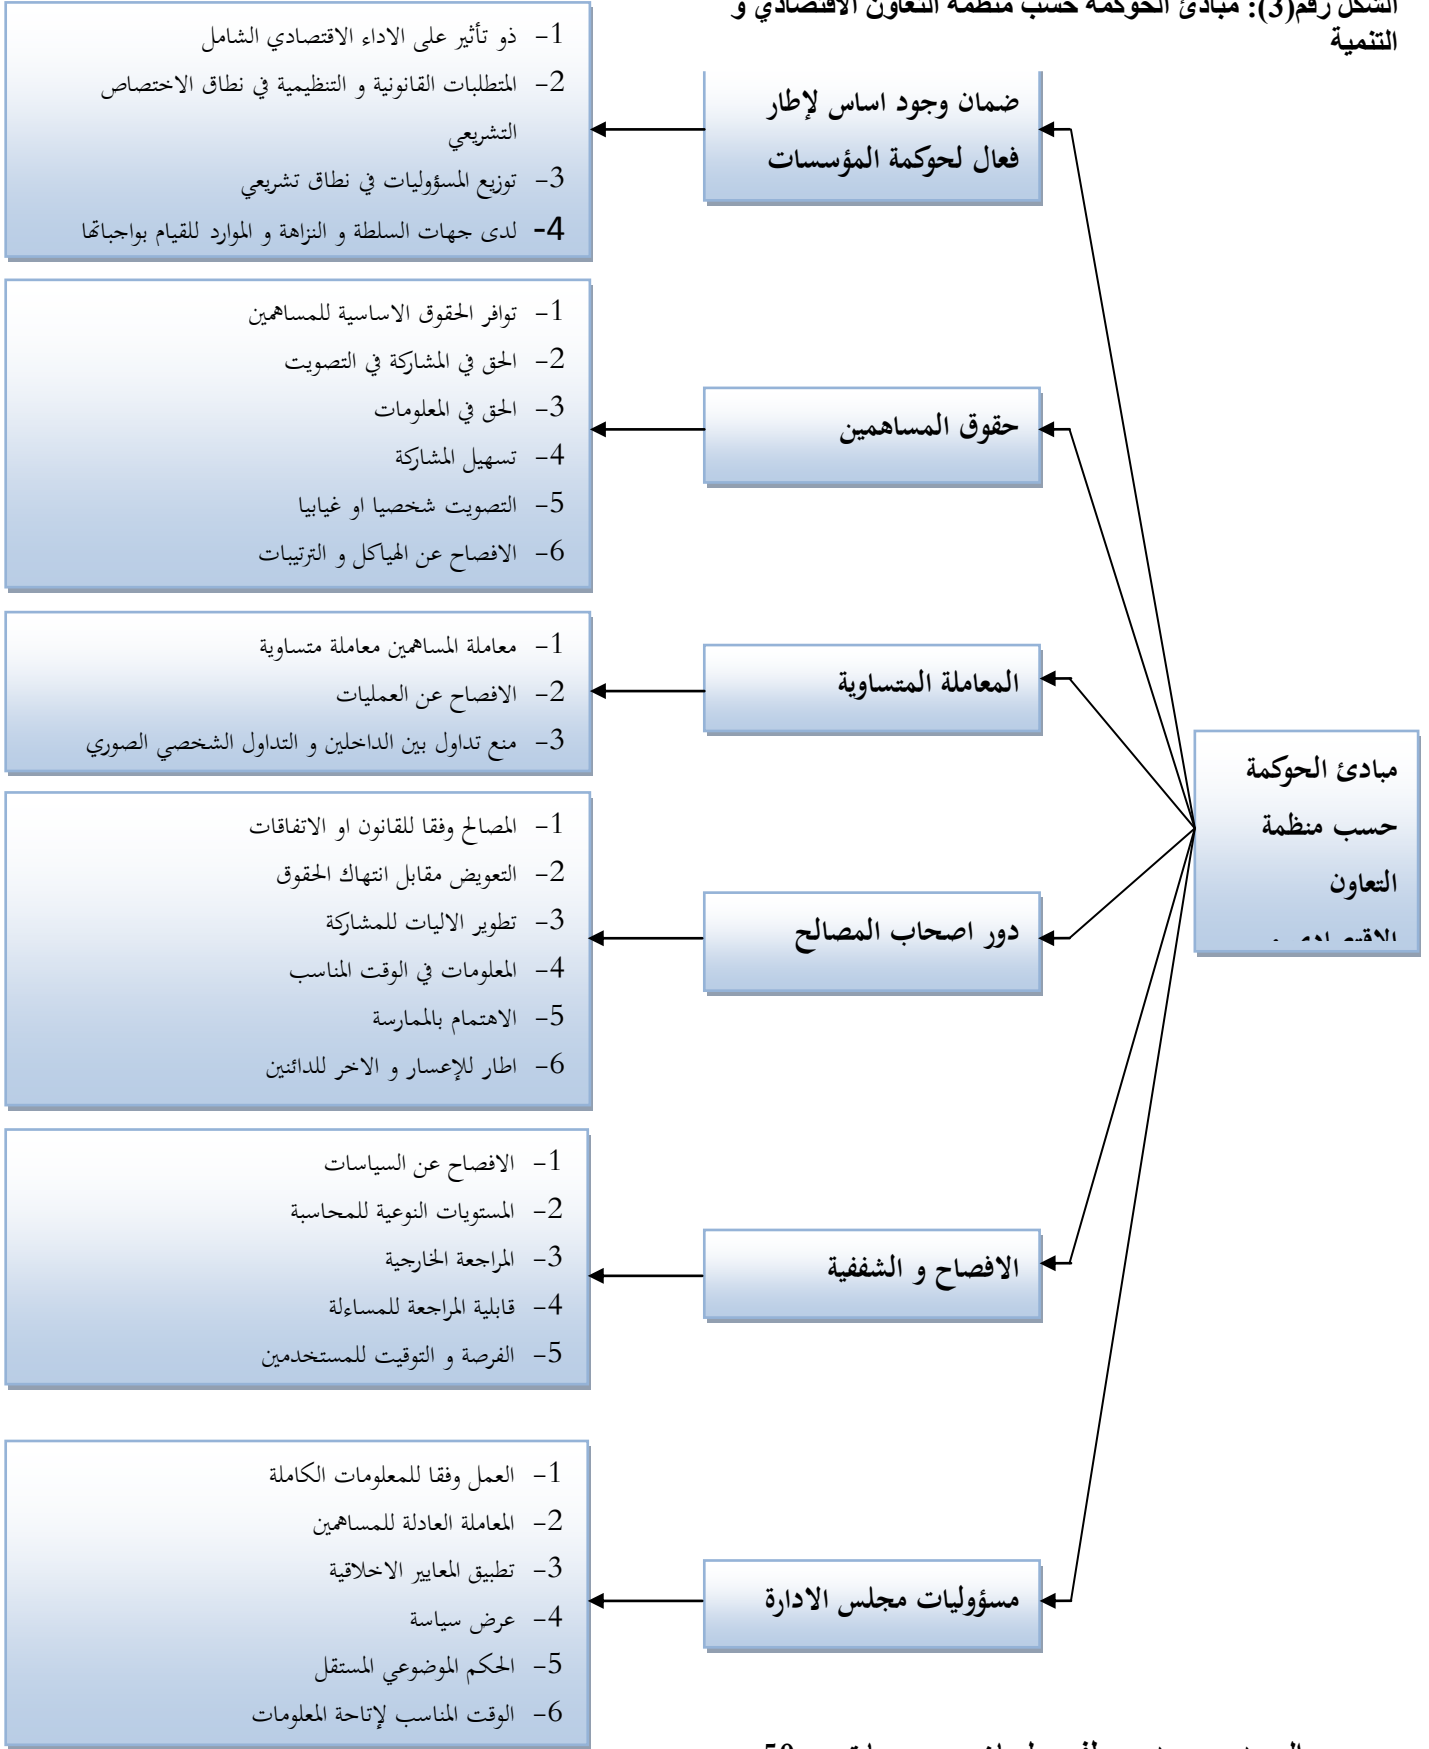 الشكل رقم(3): مبادئ الحوكمة حسب منظمة التعاون الاقتصادي و
التنمية
مبادئ الحوكمة
حسب منظمة
التعاون
ضمان وجود اساس لإطار
فعال لحوكمة المؤسسات
1- ذو تأثير على الاداء الاقتصادي الشامل
2- المتطلبات القانونية و التنظيمية في نطاق الاختصاص
التشريعي
3- توزيع المسؤوليات في نطاق تشريعي
4- لدى جهات السلطة و النزاهة و الموارد للقيام بواجباتها
حقوق المساهمين
1- توافر الحقوق الاساسية للمساهمين
2- الحق في المشاركة في التصويت
3- الحق في المعلومات
4- تسهيل المشاركة
5- التصويت شخصيا او غيابيا
6- الافصاح عن الهياكل و الترتيبات
المعاملة المتساوية
1- معاملة المساهمين معاملة متساوية
2- الافصاح عن العمليات
3- منع تداول بين الداخلين و التداول الشخصي الصوري
دور اصحاب المصالح
1- المصالح وفقا للقانون او الاتفاقات
2- التعويض مقابل انتهاك الحقوق
3- تطوير الاليات للمشاركة
4- المعلومات في الوقت المناسب
5- الاهتمام بالممارسة
6- اطار للإعسار و الاخر للدائنين
الافصاح و الشففية
1- الافصاح عن السياسات
2- المستويات النوعية للمحاسبة
3- المراجعة الخارجية
4- قابلية المراجعة للمساءلة
5- الفرصة و التوقيت للمستخدمين
مسؤوليات مجلس الادارة
1- العمل وفقا للمعلومات الكاملة
2- المعاملة العادلة للمساهمين
3- تطبيق المعايير الاخلاقية
4- عرض سياسة
5- الحكم الموضوعي المستقل
6- الوقت المناسب لإتاحة المعلومات